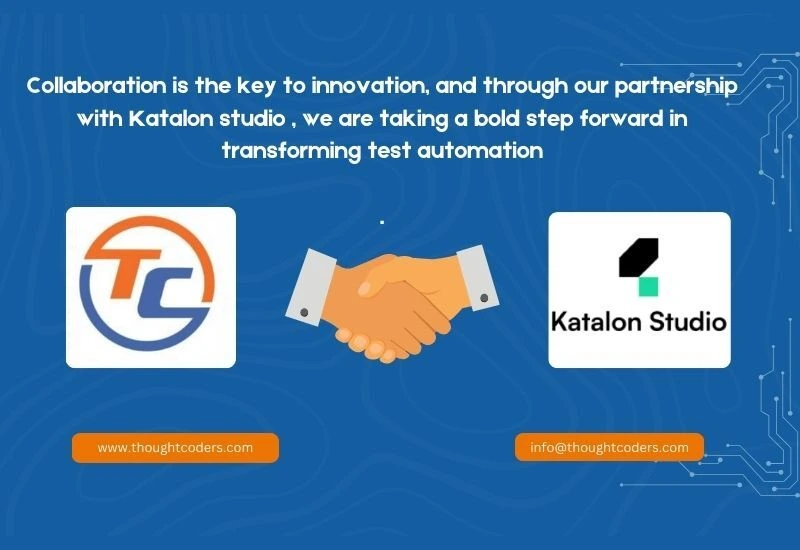 Collaboration is the key to innovation, and through our partnership
with Katalon studio , we are taking a bold step forward in
transforming test automation
.
TC
Katalon Studio
www.thoughtcoders.com
info@thoughtcoders.com